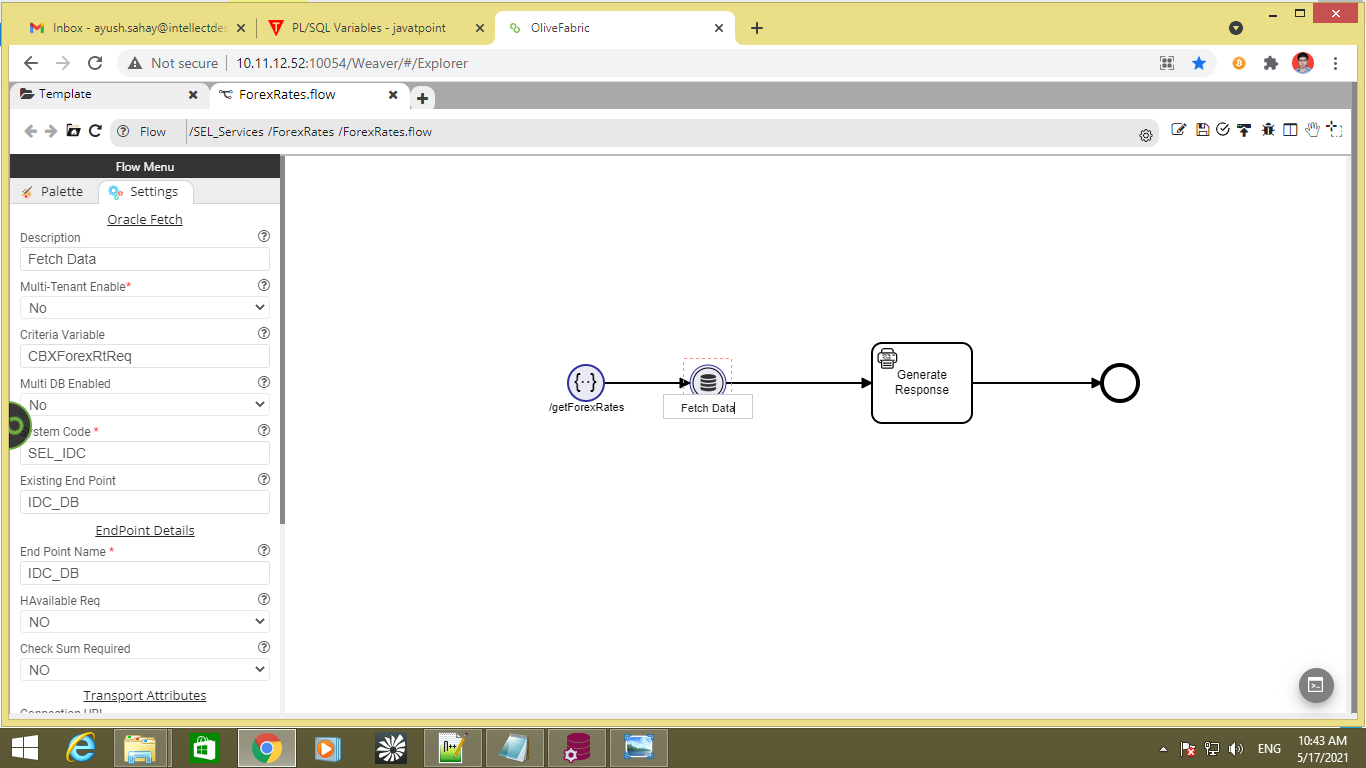 Inbox - ayush.sahay@intellectdes
PL/SQL Variables - javatpoint
OliveFabric
Not secure
10.11.12.52:10054/Weaver/#/Explorer
Template
ForexRates.flow
Flow
/SEL_Services /ForexRates /ForexRates.flow
Flow Menu
Palette
Settings
Oracle Fetch
Description
Fetch Data
Multi-Tenant Enable*
No
Criteria Variable
CBXForexRtReq
Multi DB Enabled
No
ystem Code *
SEL_IDC
Existing End Point
IDC_DB
EndPoint Details
End Point Name *
IDC_DB
HAvailable Req
NO
Check Sum Required
NO
Transport Attributes
/getForexRates
Fetch Data
Generate
Response
ENG
10:43 AM
5/17/2021